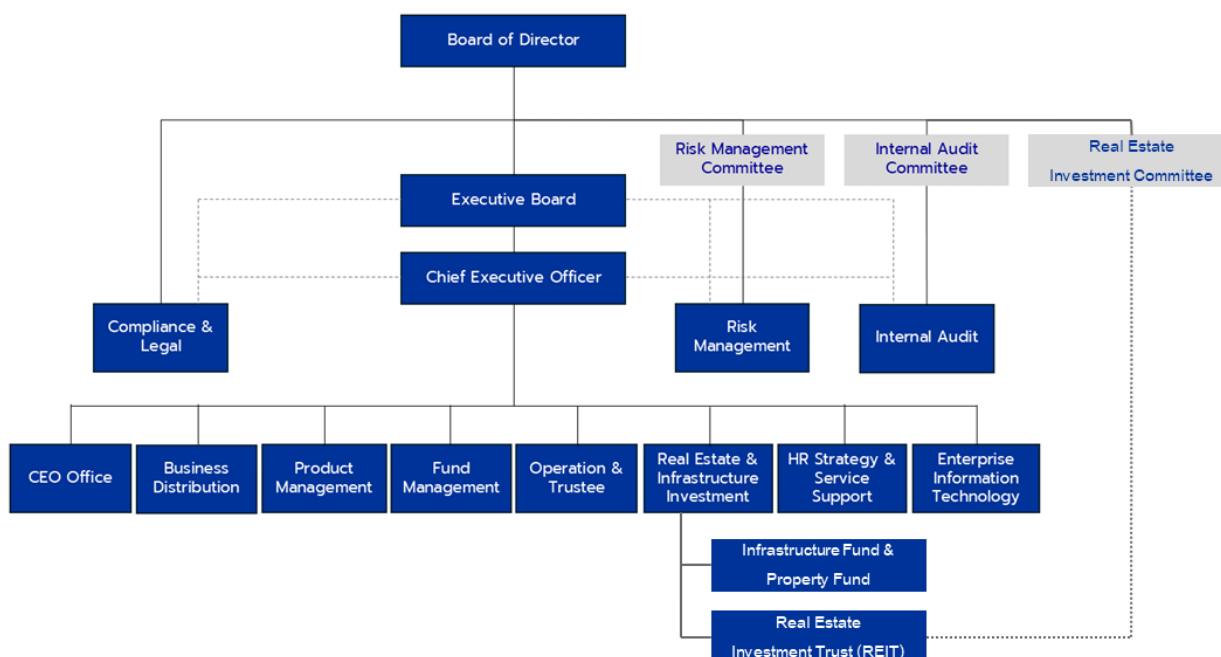 Board of Director
Risk Management
Committee
Internal Audit
Committee
Real Estate
Investment Committee
Executive Board
Chief Executive Officer
Compliance &
Legal
Risk
Management
Internal Audit
CEO Office
Business
Distribution
Product
Management
Fund
Management
Operation &
Trustee
Real Estate &
Infrastructure
Investment
HR Strategy &
Service
Support
Enterprise
Information
Technology
Infrastructure Fund &
Property Fund
Real Estate
Investment Trust (REIT)